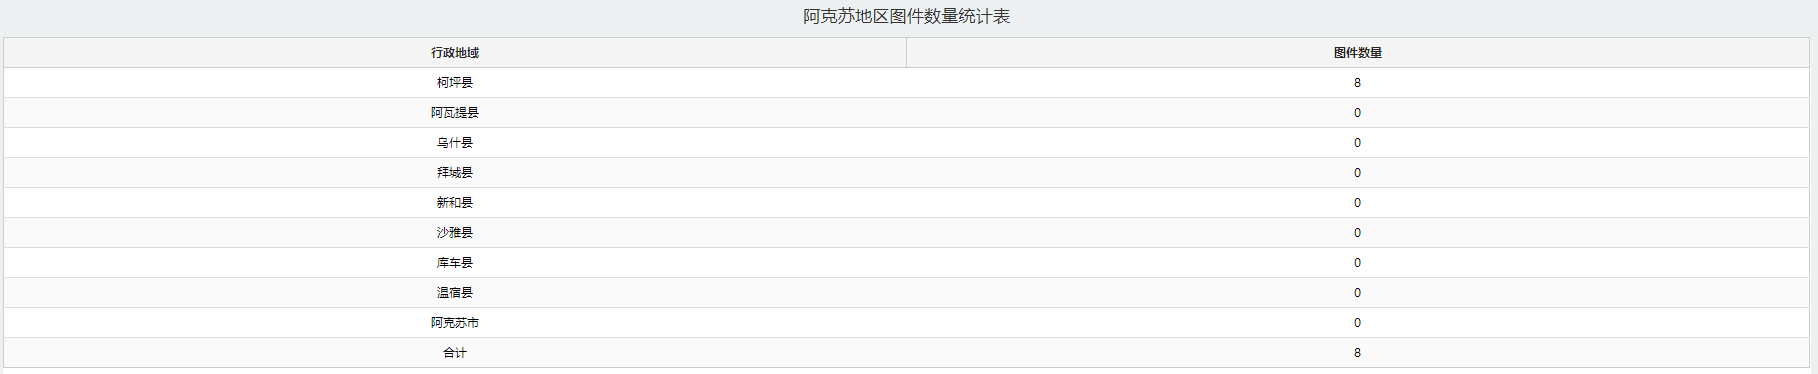 阿克苏地区图件数量统计表
行政地域 图件数量
柯坪县 8
阿瓦提县 0
乌什县 0
拜城县 0
新和县 0
沙雅县 0
库车县 0
温宿县 0
阿克苏市 0
合计 8